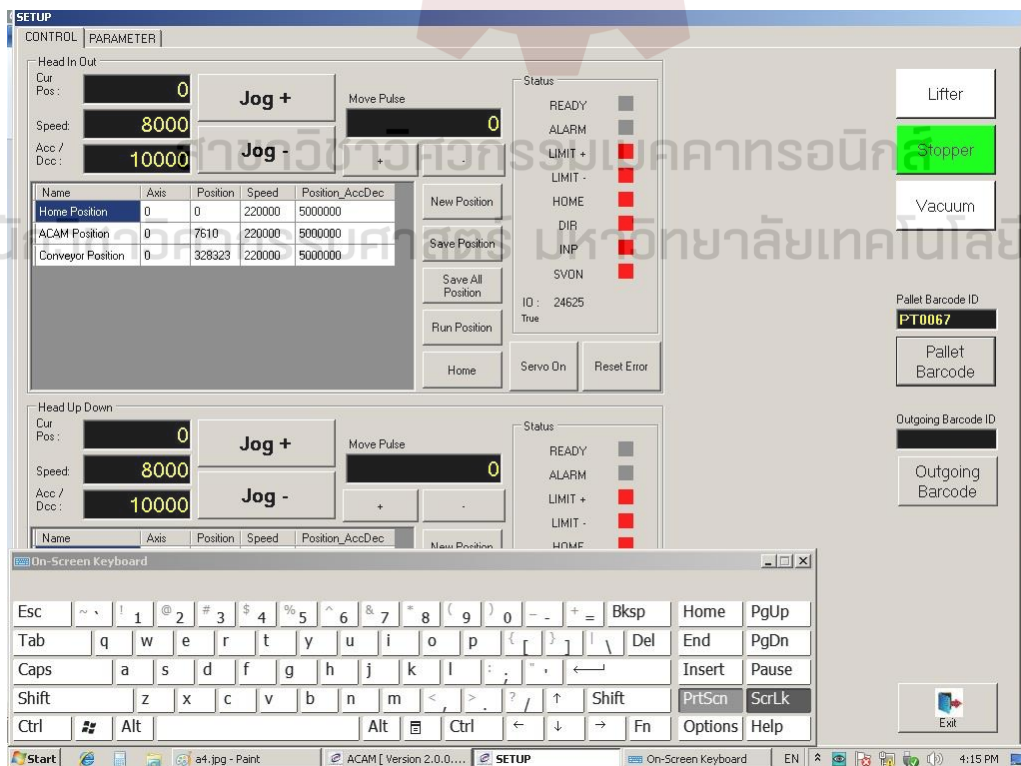 SETUP
CONTROL PARAMETER
Head In Out
Cur Pos : 0
Jog +
Speed: 8000
Acc / Dcc : 10000
Jog -
Move Pulse
0
+ -
Name Axis Position Speed Position_AccDec
Home Position 0 0 220000 5000000
ACAM Position 0 7610 220000 5000000
Conveyor Position 0 328323 220000 5000000
New Position
Save Position
Save All Position
Run Position
Home
Status
READY
ALARM
LIMIT +
LIMIT -
HOME
DIR
INP
SVON
IO : 24625
True
Servo On
Reset Error
Lifter
Stopper
Vacuum
Pallet Barcode ID
PT0067
Pallet Barcode
Outgoing Barcode ID
Outgoing Barcode
Exit
Head Up Down
Cur Pos : 0
Jog +
Speed: 8000
Acc / Dcc : 10000
Jog -
Move Pulse
0
+ -
Name Axis Position Speed Position_AccDec
New Position
Status
READY
ALARM
LIMIT +
LIMIT -
HOME
On-Screen Keyboard
Esc ~ ` ! 1 @ 2 # 3 $ 4 % 5 ^ 6 & 7 * 8 ( 9 ) 0 _ - + = Bksp Home PgUp
Tab q w e r t y u i o p { [ } ] | \ Del End PgDn
Caps a s d f g h j k l : ; " ' Insert Pause
Shift z x c v b n m < , > . ? / ↑ Shift PrtScn ScrLk
Ctrl Alt Alt Ctrl ← ↓ → Fn Options Help
Start a4.jpg - Paint ACAM [ Version 2.0.0.... SETUP On-Screen Keyboard EN 4:15 PM